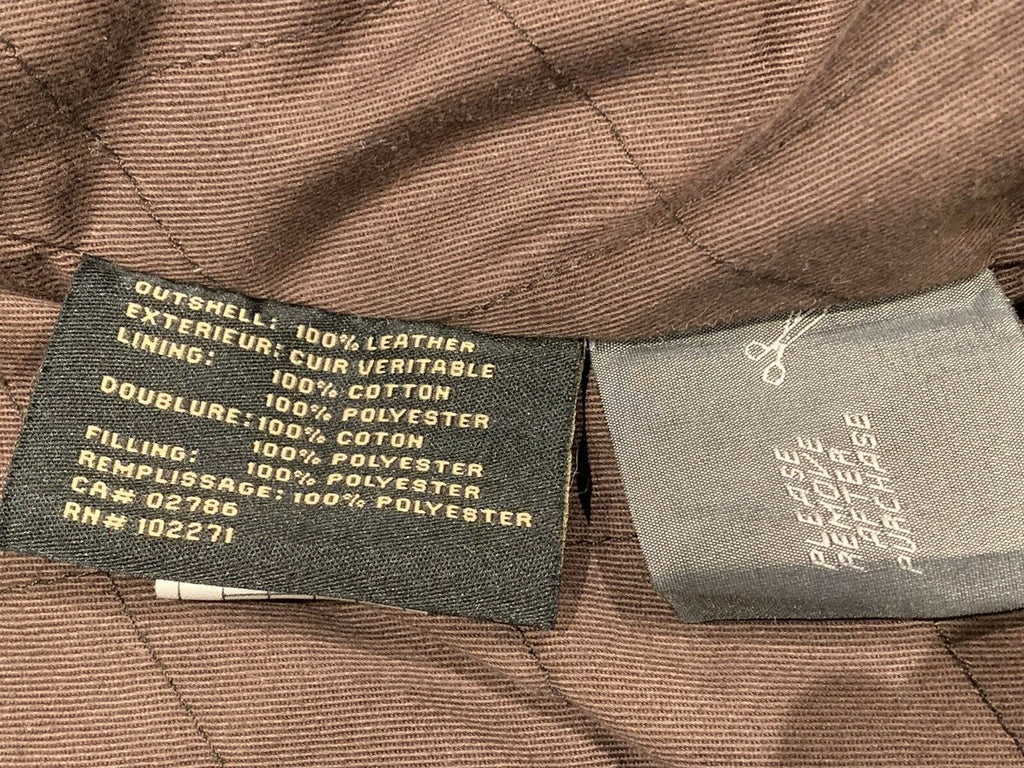 OUTSHELL: 100% LEATHER
EXTERIEUR: CUIR VERITABLE
LINING: 100% COTTON
100% POLYESTER
DOUBLURE: 100% COTON
100% POLYESTER
FILLING: 100% POLYESTER
REMPLISSAGE: 100% POLYESTER
CA# 02786
RN# 102271
PLEASE
REMOVE
AFTER
PURCHASE